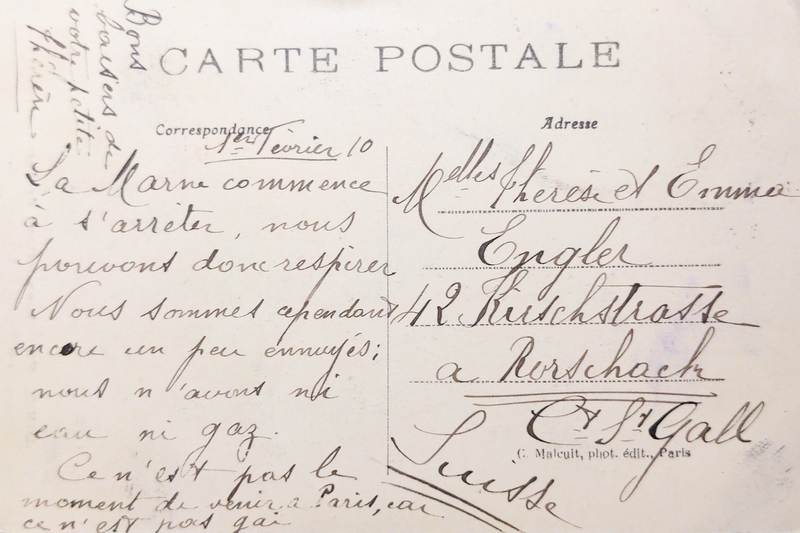 Bons
baisers de
votre petite
Thérèse
CARTE POSTALE
Correspondance
1er Février 10
La Marne commence
à s'arrêter, nous
pouvons donc respirer
Nous sommes cependant
encore un peu ennuyés;
nous n'avons ni
eau ni gaz.
Ce n'est pas le
moment de venir a Paris, car
ce n'est pas gai
Adresse
Melles Thérèse et Emma
Engler
42 Kirschstrasse
a Rorschach
Ct St Gall
Suisse
C. Malcuit, phot. édit., Paris